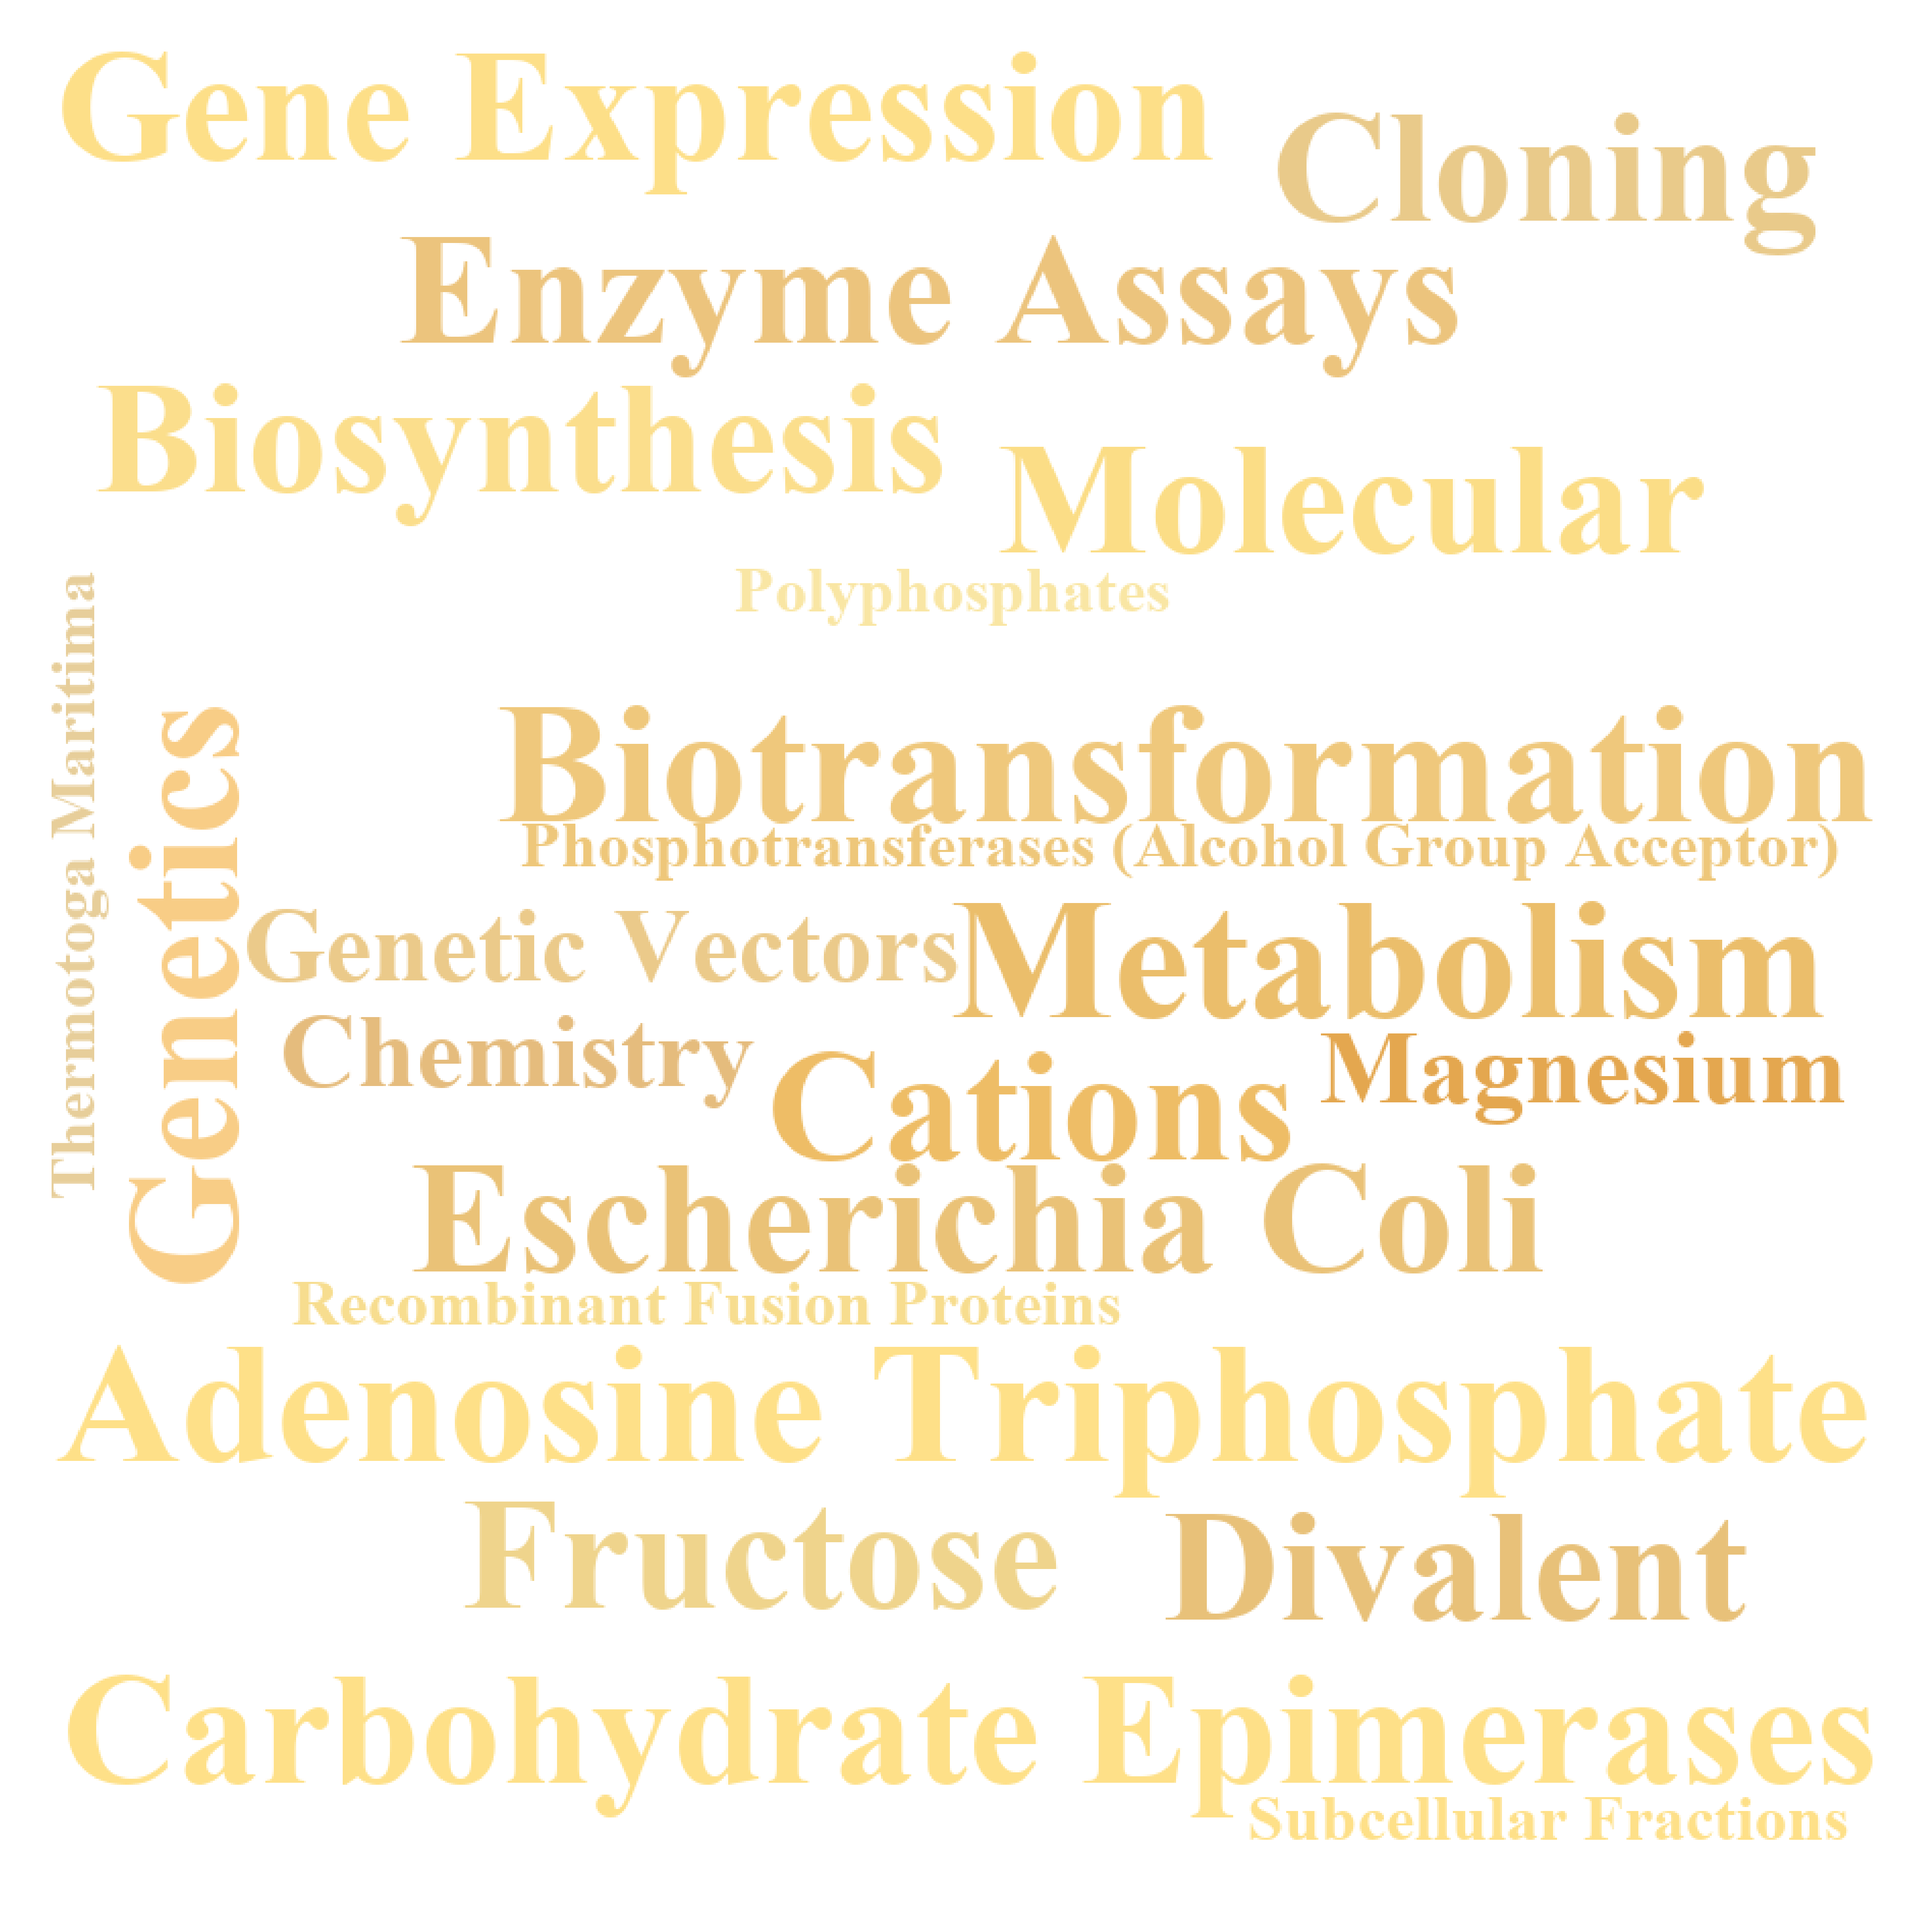 Gene Expression
Cloning
Enzyme Assays
Biosynthesis
Molecular
Polyphosphates
Thermotoga Maritima
Genetics
Biotransformation
Phosphotransferases (Alcohol Group Acceptor)
Genetic Vectors
Metabolism
Chemistry
Magnesium
Cations
Escherichia Coli
Recombinant Fusion Proteins
Adenosine Triphosphate
Fructose
Divalent
Carbohydrate Epimerases
Subcellular Fractions